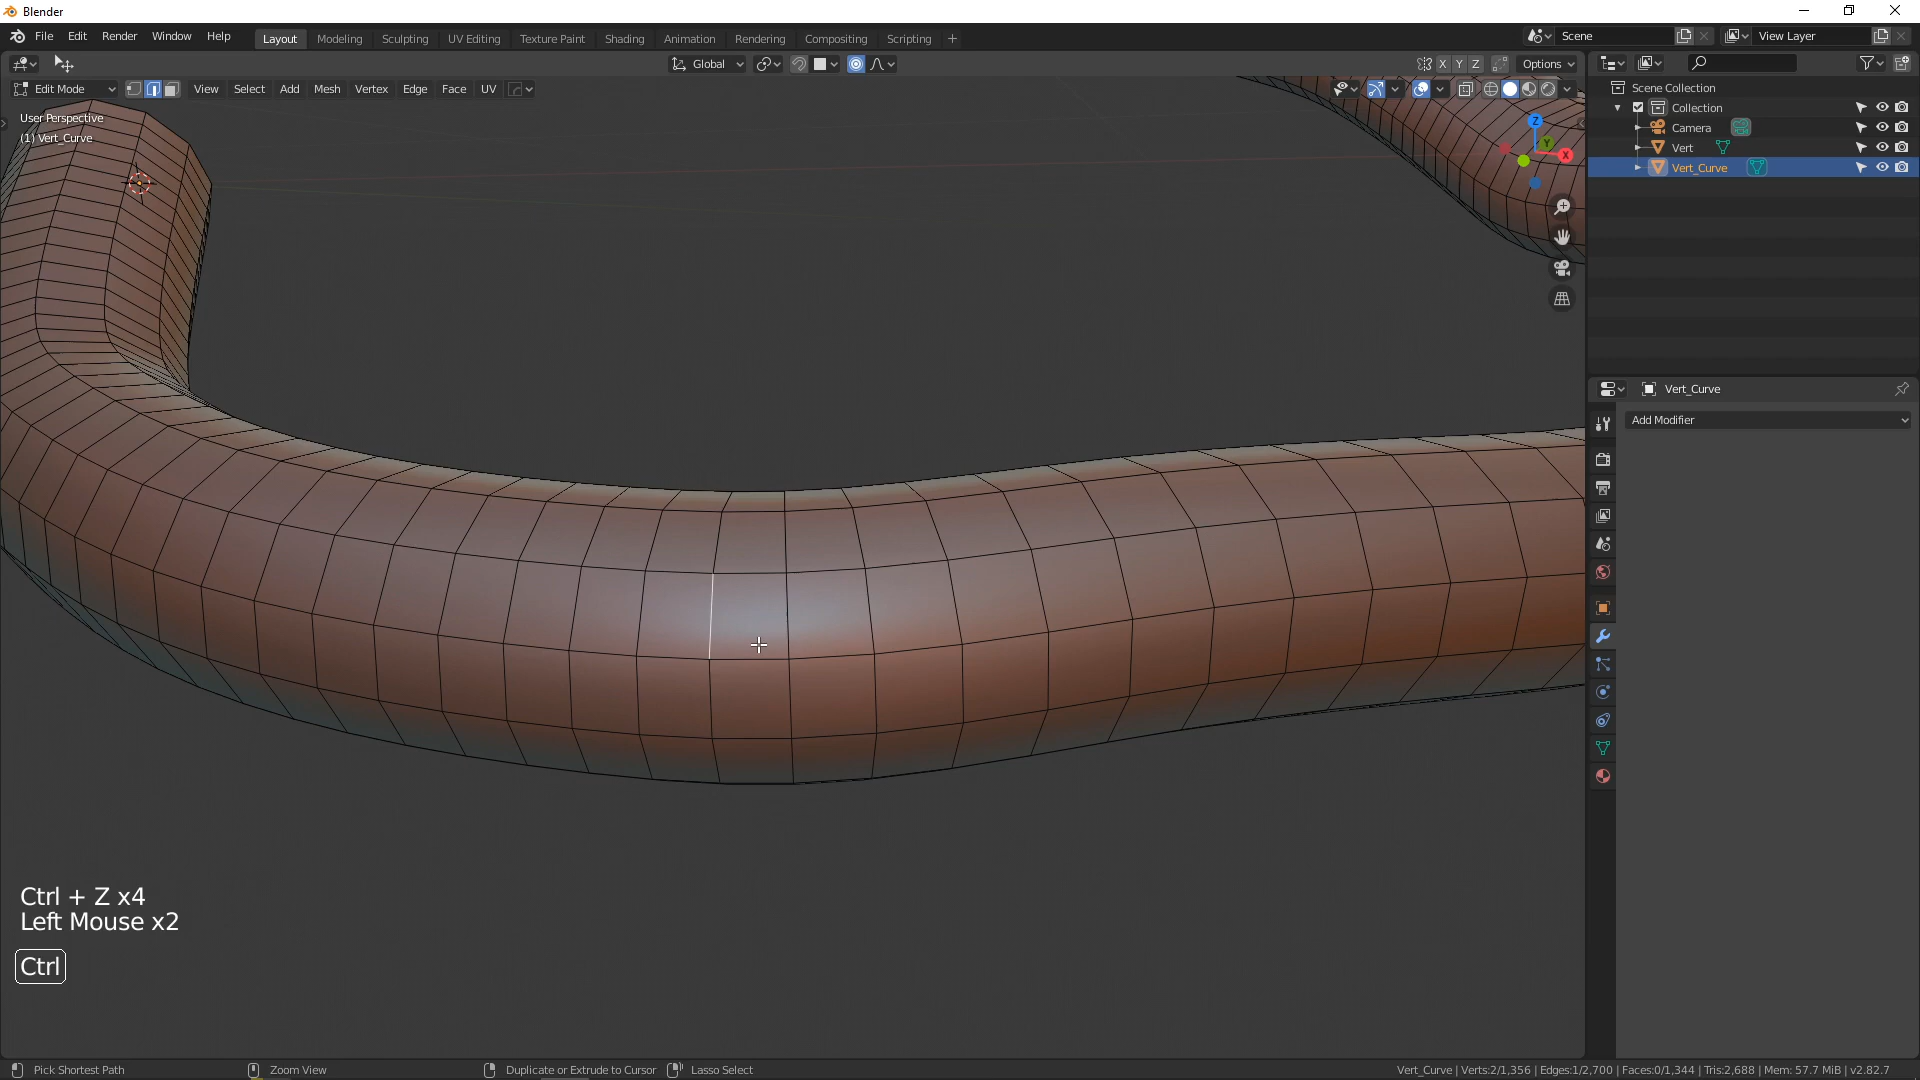 Blender
File Edit Render Window Help
Layout Modeling Sculpting UV Editing Texture Paint Shading Animation Rendering Compositing Scripting +
Scene
View Layer
Global
X Y Z
Options
Edit Mode
View Select Add Mesh Vertex Edge Face UV
User Perspective
(1) Vert_Curve
Z
Y
X
Scene Collection
Collection
Camera
Vert
Vert_Curve
Vert_Curve
Add Modifier
Ctrl + Z x4
Left Mouse x2
Ctrl
Pick Shortest Path
Zoom View
Duplicate or Extrude to Cursor
Lasso Select
Vert_Curve | Verts:2/1,356 | Edges:1/2,700 | Faces:0/1,344 | Tris:2,688 | Mem: 57.7 MiB | v2.82.7